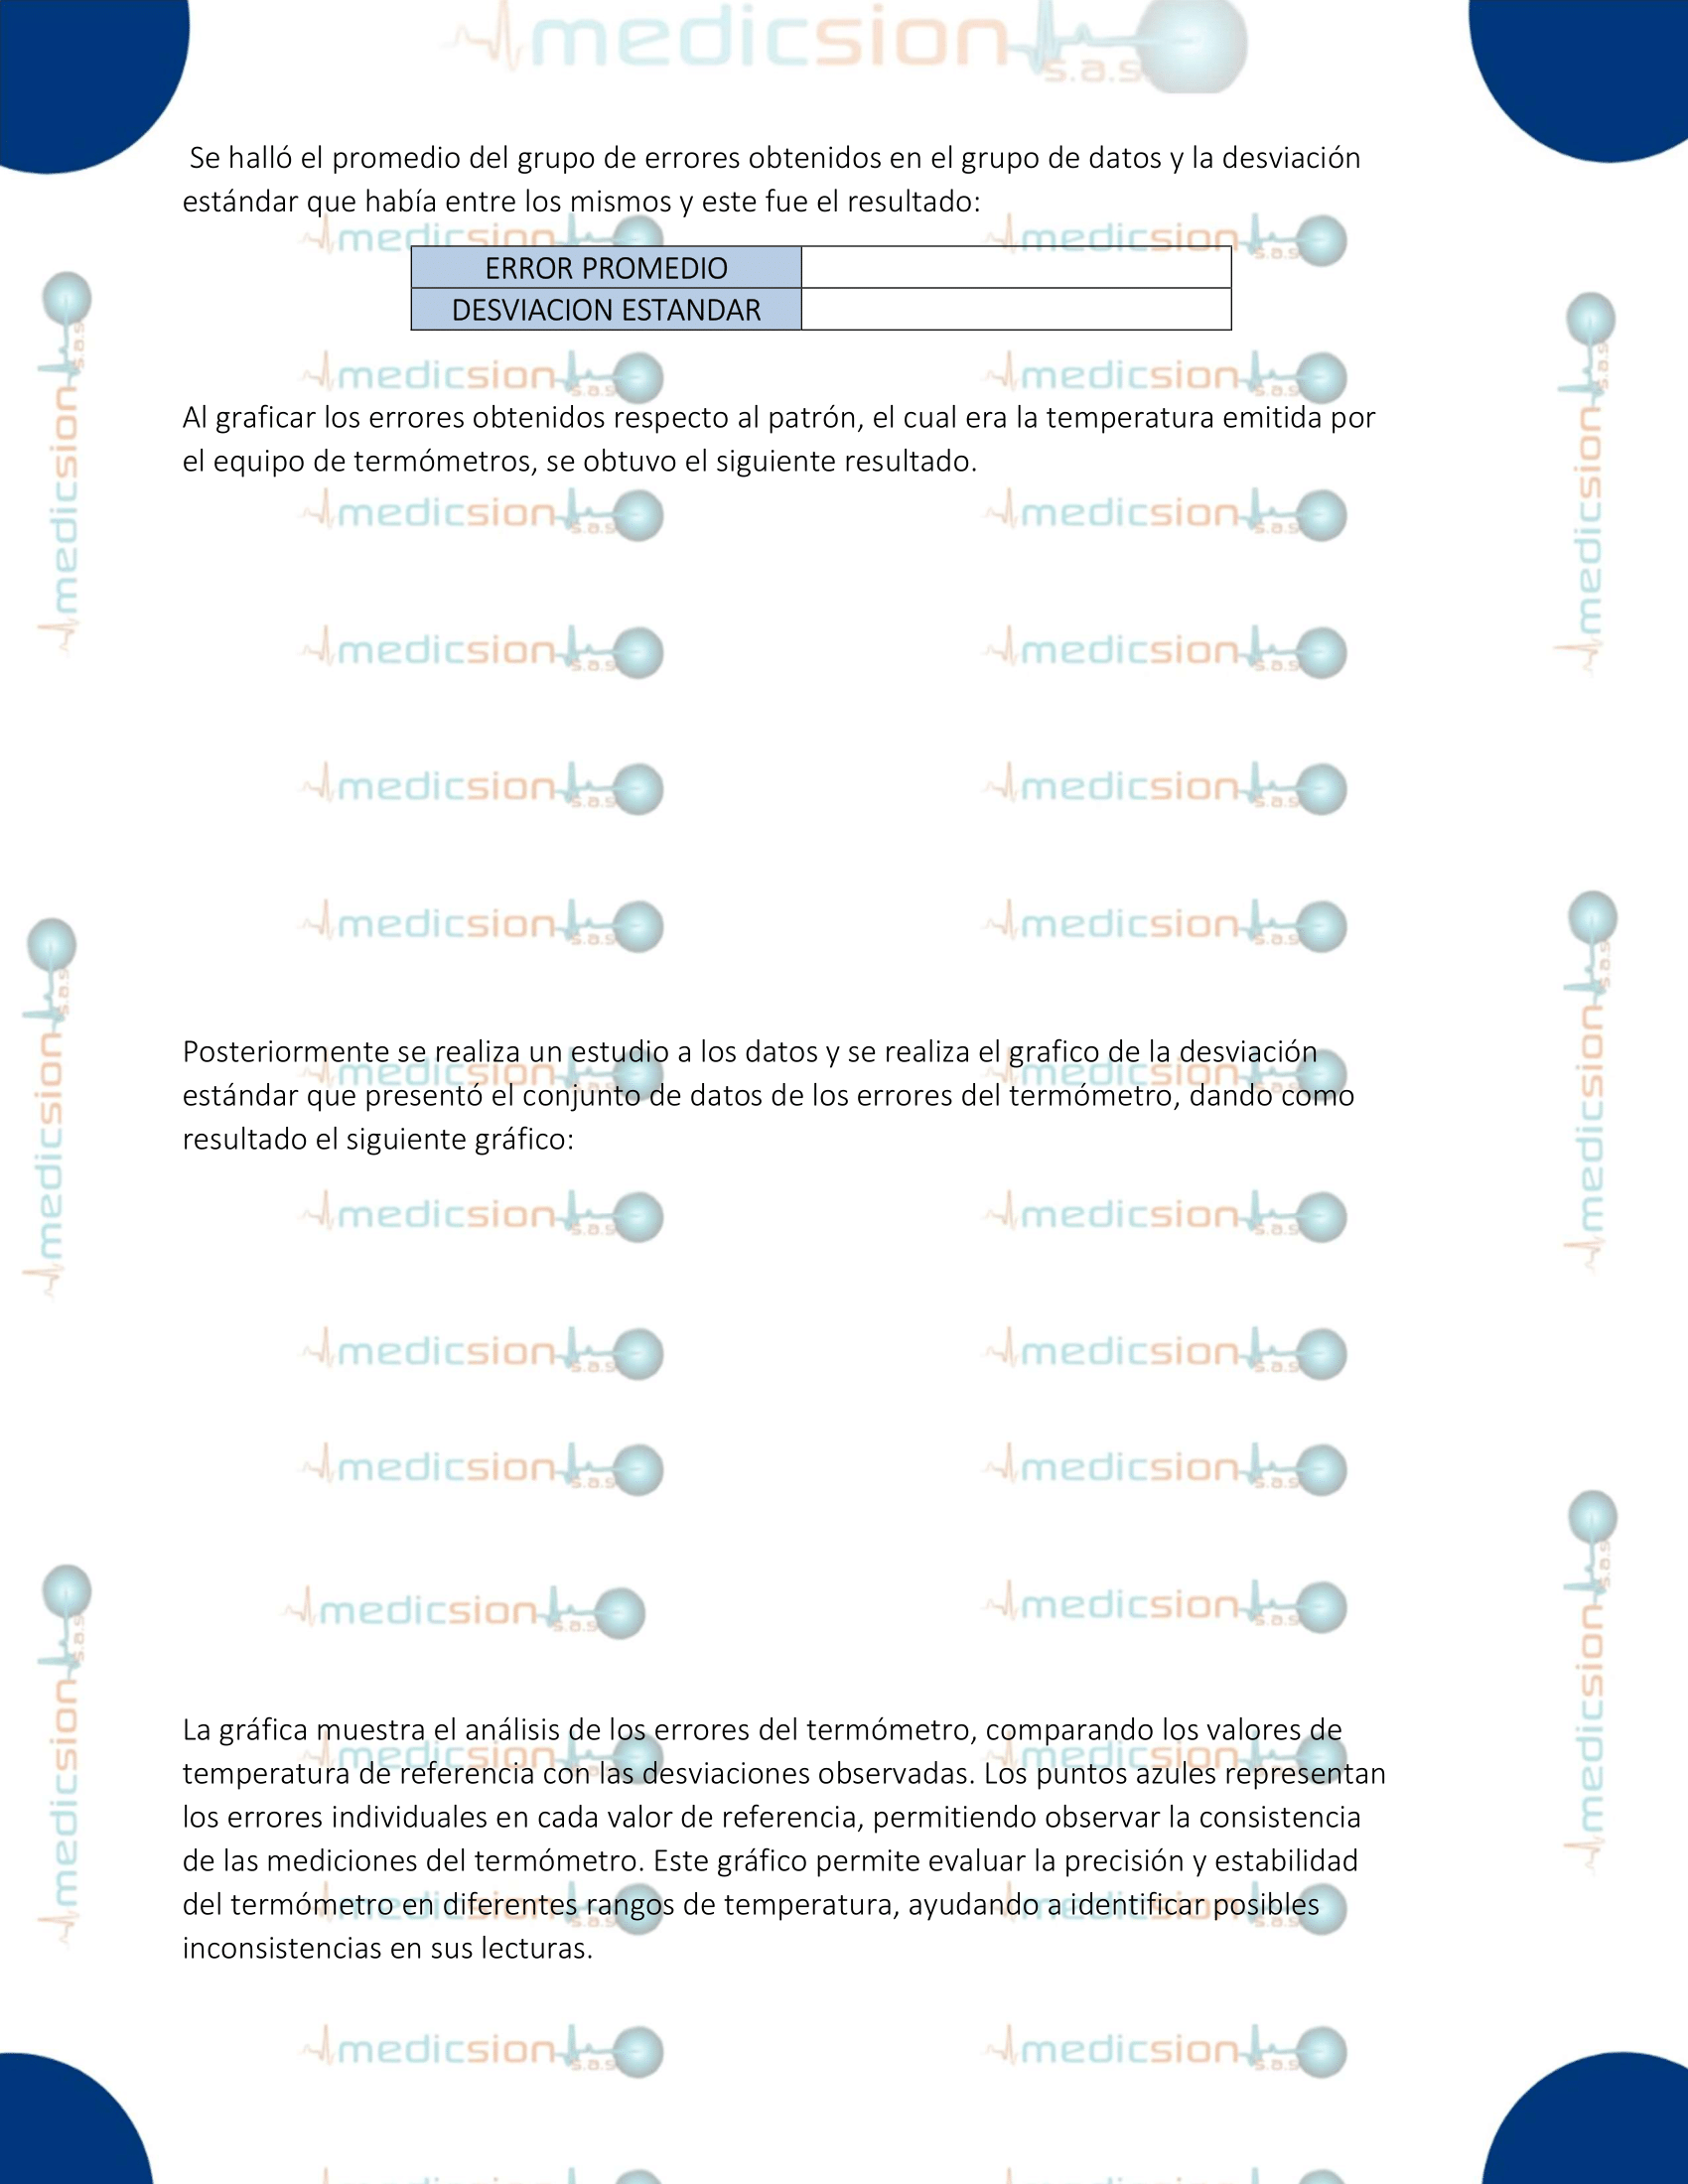 medicsion s.a.s
Se halló el promedio del grupo de errores obtenidos en el grupo de datos y la desviación
estándar que había entre los mismos y este fue el resultado:
ERROR PROMEDIO
DESVIACION ESTANDAR
Al graficar los errores obtenidos respecto al patrón, el cual era la temperatura emitida por
el equipo de termómetros, se obtuvo el siguiente resultado.
Posteriormente se realiza un estudio a los datos y se realiza el grafico de la desviación
estándar que presentó el conjunto de datos de los errores del termómetro, dando como
resultado el siguiente gráfico:
La gráfica muestra el análisis de los errores del termómetro, comparando los valores de
temperatura de referencia con las desviaciones observadas. Los puntos azules representan
los errores individuales en cada valor de referencia, permitiendo observar la consistencia
de las mediciones del termómetro. Este gráfico permite evaluar la precisión y estabilidad
del termómetro en diferentes rangos de temperatura, ayudando a identificar posibles
inconsistencias en sus lecturas.